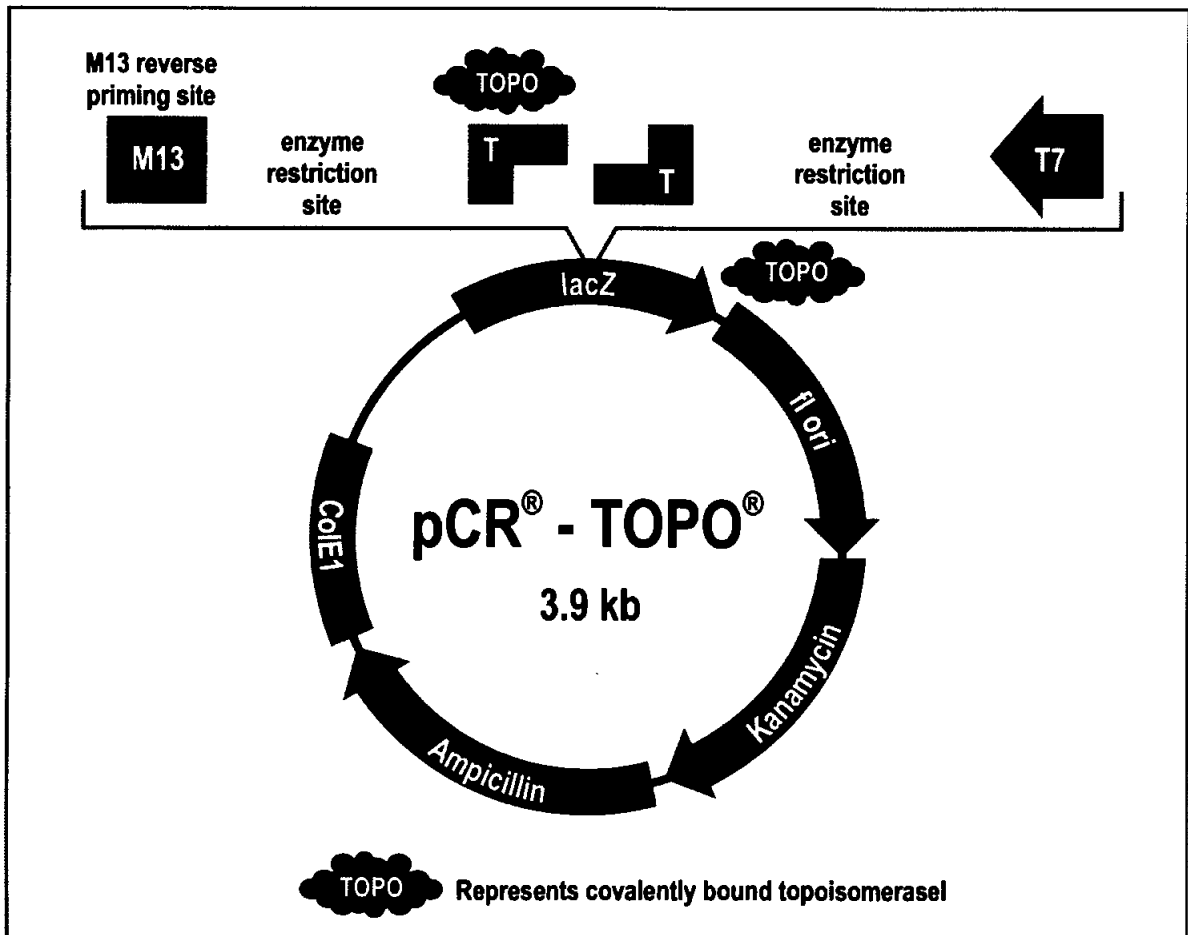 M13 reverse
priming site
TOPO
M13
enzyme
restriction
site
T
T
enzyme
restriction
site
T7
lacZ
TOPO
fl ori
ColE1
pCR® - TOPO®
3.9 kb
Kanamycin
Ampicillin
TOPO Represents covalently bound topoisomeraseI